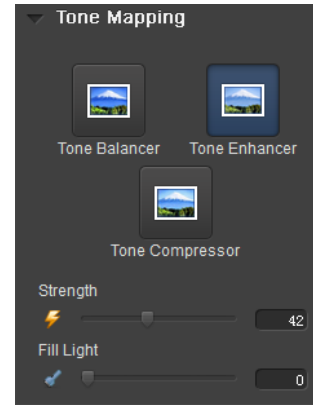 Tone Mapping
Tone Balancer Tone Enhancer
Tone Compressor
Strength
42
Fill Light
0